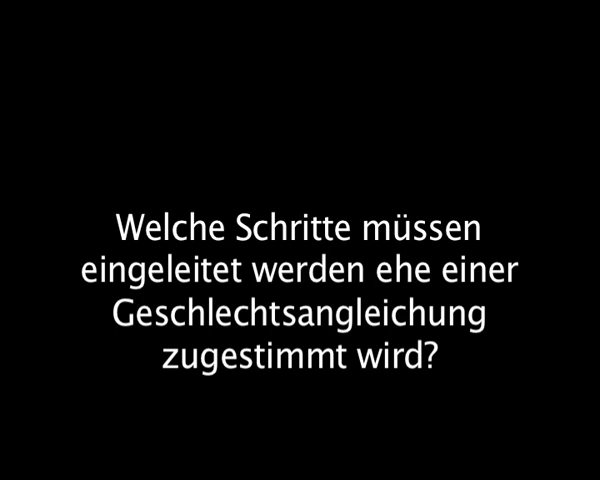 Welche Schritte müssen
eingeleitet werden ehe einer
Geschlechtsangleichung
zugestimmt wird?